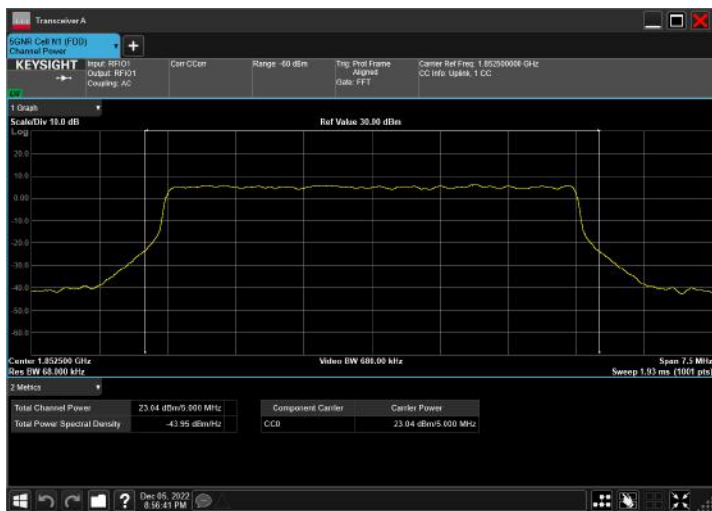 Transceiver A
5GNR Cell N1 (FDD)
Channel Power
KEYSIGHT
Input: RFIO1
Output: RFIO1
Coupling: AC
Corr CCorr
Range: -60 dBm
Trig: Prot Frame
Aligned
Gate: FFT
Carrier Ref Freq: 1.852500000 GHz
CC Info: Uplink, 1 CC
1 Graph
Scale/Div 10.0 dB
Ref Value 30.00 dBm
Log
20.0
10.0
0.00
-10.0
-20.0
-30.0
-40.0
-50.0
-60.0
Center 1.852500 GHz
Video BW 680.00 kHz
Span 7.5 MHz
Res BW 68.000 kHz
Sweep 1.93 ms (1001 pts)
2 Metrics
Total Channel Power
23.04 dBm/5.000 MHz
Total Power Spectral Density
-43.95 dBm/Hz
Component Carrier
Carrier Power
CC0
23.04 dBm/5.000 MHz
Dec 05, 2022
8:56:41 PM